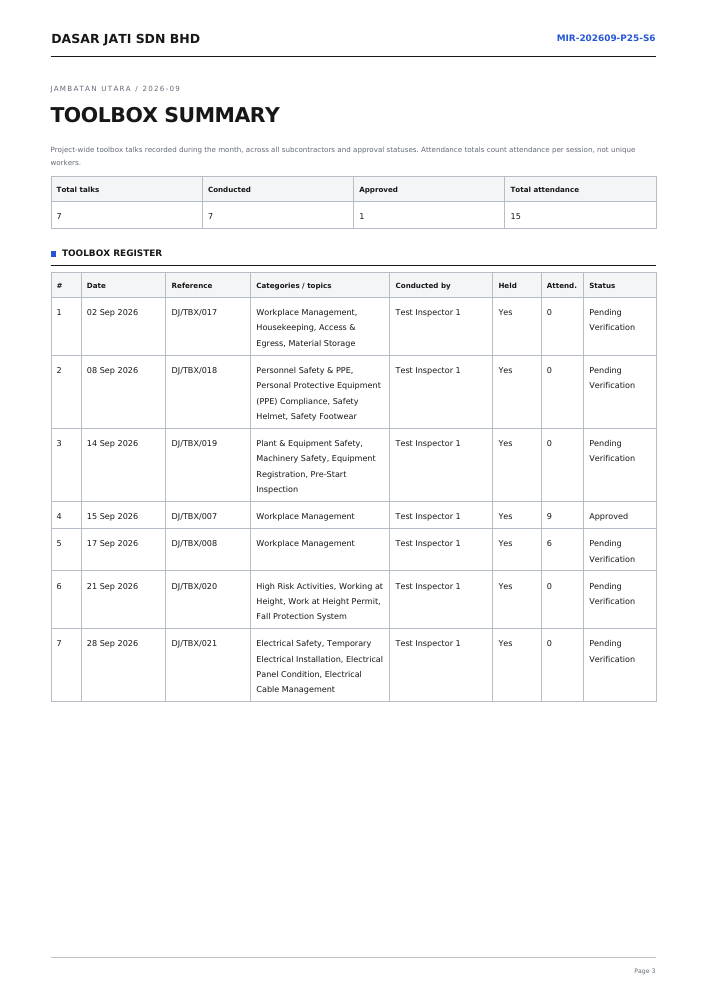 DASAR JATI SDN BHD
MIR-202609-P25-S6
JAMBATAN UTARA / 2026-09
TOOLBOX SUMMARY
Project-wide toolbox talks recorded during the month, across all subcontractors and approval statuses. Attendance totals count attendance per session, not unique
workers.
Total talks Conducted Approved Total attendance
7 7 1 15
TOOLBOX REGISTER
# Date Reference Categories / topics Conducted by Held Attend. Status
1 02 Sep 2026 DJ/TBX/017 Workplace Management, Test Inspector 1 Yes 0 Pending
Housekeeping, Access & Verification
Egress, Material Storage
2 08 Sep 2026 DJ/TBX/018 Personnel Safety & PPE, Test Inspector 1 Yes 0 Pending
Personal Protective Equipment Verification
(PPE) Compliance, Safety
Helmet, Safety Footwear
3 14 Sep 2026 DJ/TBX/019 Plant & Equipment Safety, Test Inspector 1 Yes 0 Pending
Machinery Safety, Equipment Verification
Registration, Pre-Start
Inspection
4 15 Sep 2026 DJ/TBX/007 Workplace Management Test Inspector 1 Yes 9 Approved
5 17 Sep 2026 DJ/TBX/008 Workplace Management Test Inspector 1 Yes 6 Pending
Verification
6 21 Sep 2026 DJ/TBX/020 High Risk Activities, Working at Test Inspector 1 Yes 0 Pending
Height, Work at Height Permit, Verification
Fall Protection System
7 28 Sep 2026 DJ/TBX/021 Electrical Safety, Temporary Test Inspector 1 Yes 0 Pending
Electrical Installation, Electrical Verification
Panel Condition, Electrical
Cable Management
Page 3